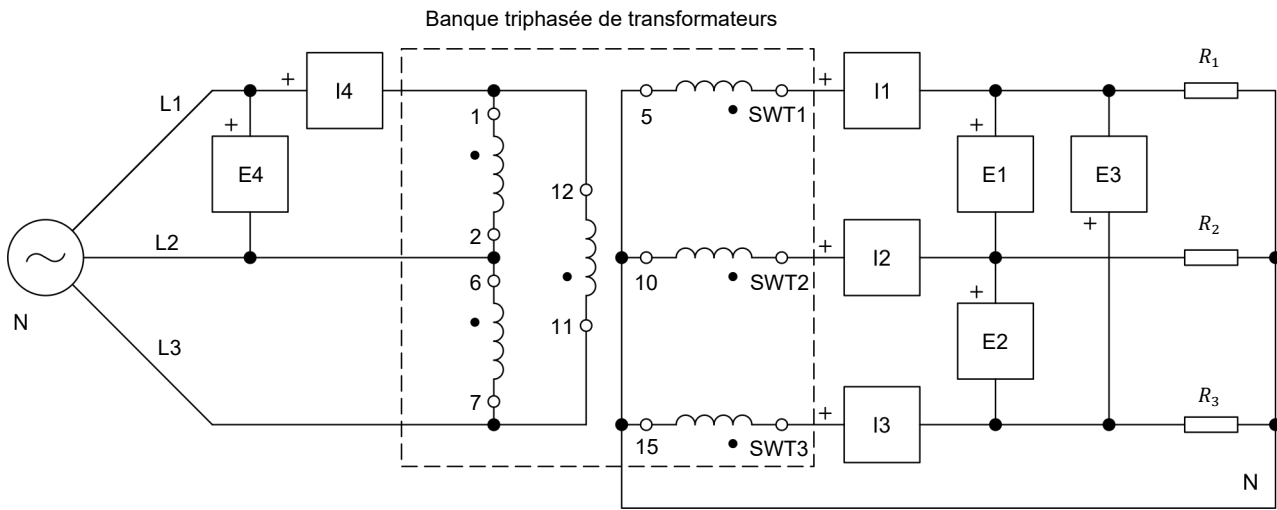 Banque triphasée de transformateurs
L1
+
I4
+
E4
L2
L3
N
1
2
6
7
12
11
5
SWT1
10
SWT2
15
SWT3
+
I1
+
I2
+
I3
+
E1
E3
+
+
E2
R₁
R₂
R₃
N